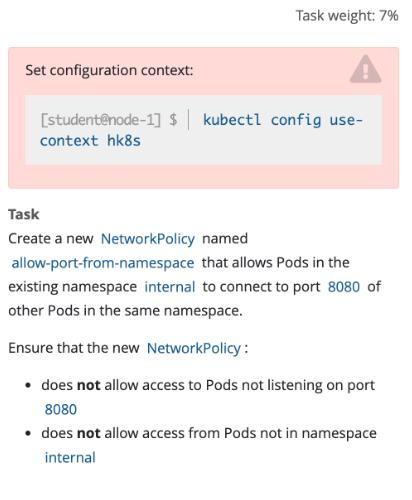 Task weight: 7%
Set configuration context:
[student@node-1] $ | kubectl config use-
context hk8s
Task
Create a new NetworkPolicy named
allow-port-from-namespace that allows Pods in the
existing namespace internal to connect to port 8080 of
other Pods in the same namespace.
Ensure that the new NetworkPolicy :
• does not allow access to Pods not listening on port
8080
• does not allow access from Pods not in namespace
internal